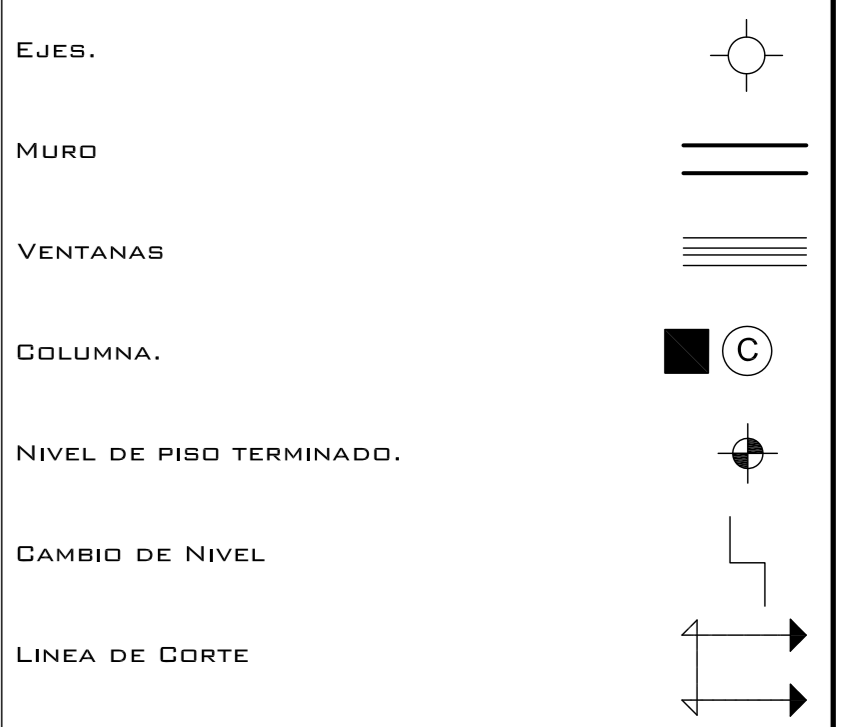 Ejes.
Muro
Ventanas
Columna.
C
Nivel de piso terminado.
Cambio de Nivel
Linea de Corte